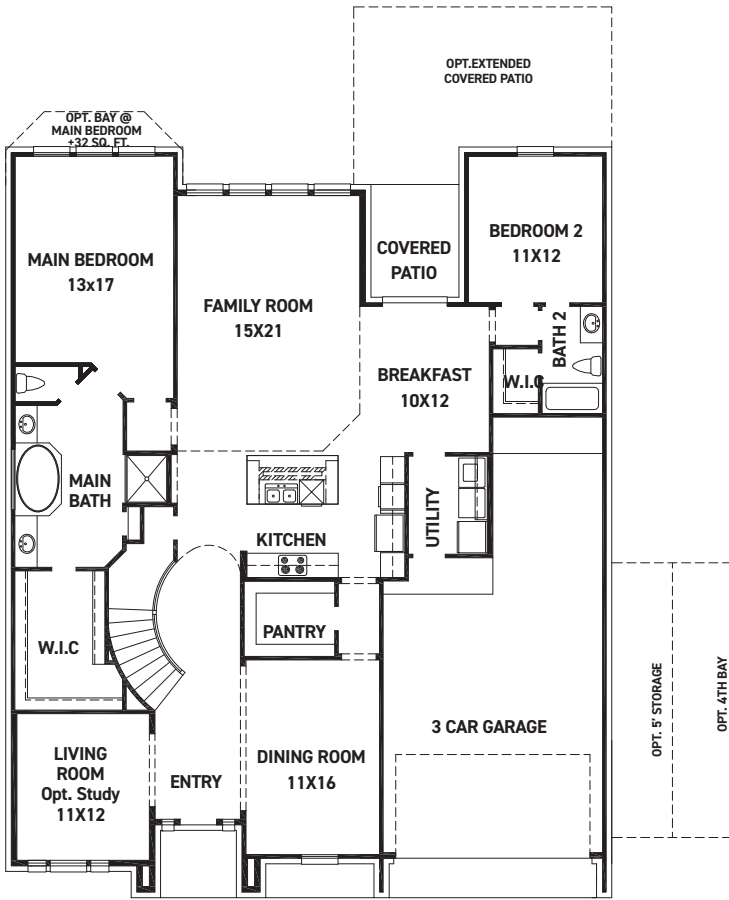 OPT.EXTENDED
COVERED PATIO
OPT. BAY @
MAIN BEDROOM
+32 SQ. FT.
MAIN BEDROOM
13x17
FAMILY ROOM
15X21
COVERED
PATIO
BEDROOM 2
11X12
BATH 2
W.I.C
BREAKFAST
10X12
MAIN
BATH
KITCHEN
UTILITY
W.I.C
PANTRY
LIVING
ROOM
Opt. Study
11X12
ENTRY
DINING ROOM
11X16
3 CAR GARAGE
OPT. 5' STORAGE
OPT. 4TH BAY